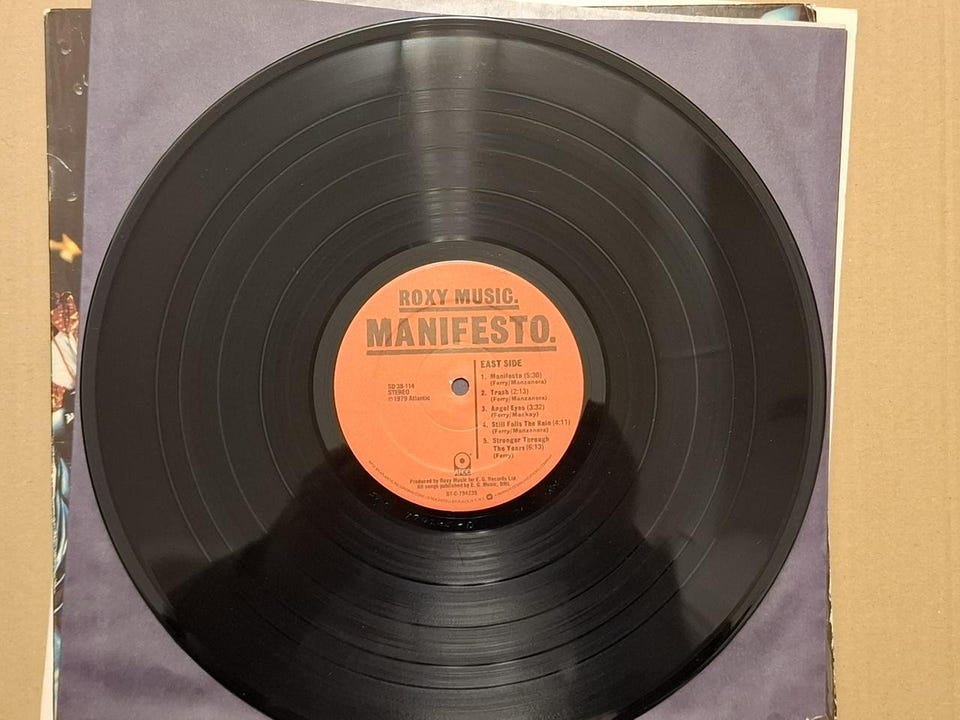 ROXY MUSIC.
MANIFESTO.
EAST SIDE
1. Manifesto (5:30)
(Ferry/Manzanera)
2. Trash (2:13)
(Ferry/Manzanera)
3. Angel Eyes (3:32)
(Ferry/Mackay)
4. Still Falls The Rain (4:11)
(Ferry/Manzanera)
5. Stronger Through
The Years (6:13)
(Ferry)
SD 38-114
STEREO
℗1979 Atlantic
ATCO
Produced by Roxy Music for E. G. Records Ltd.
All songs published by E. G. Music, BMI.
ST-C-794238